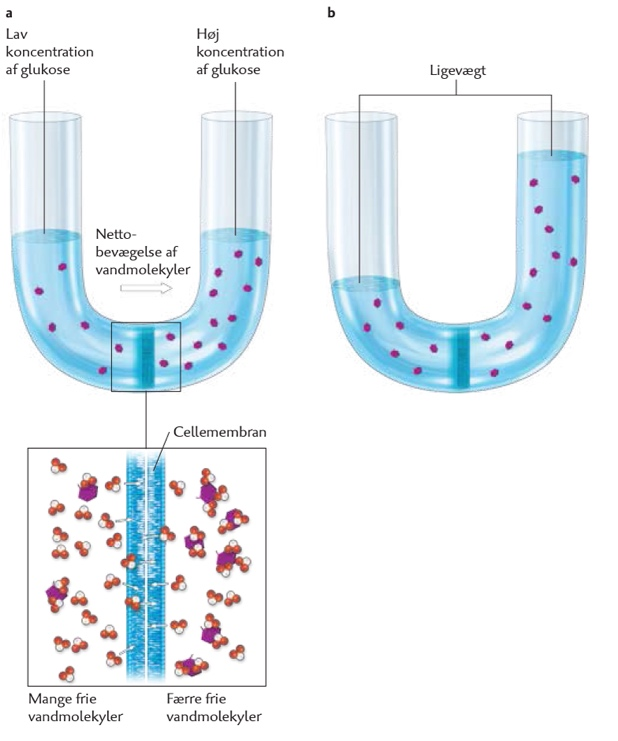 a
Lav
koncentration
af glukose
Høj
koncentration
af glukose
Netto-
bevægelse af
vandmolekyler
b
Ligevægt
Cellemembran
Mange frie
vandmolekyler
Færre frie
vandmolekyler